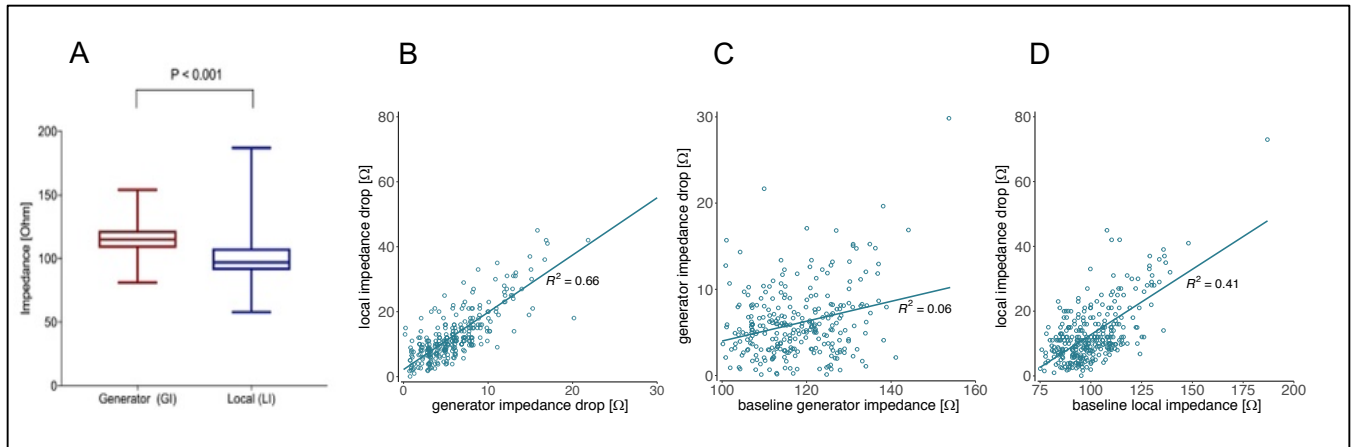 A
P < 0.001
200
150
100
50
0
Impedance [Ohm]
Generator (GI)
Local (LI)
B
80
60
40
20
0
local impedance drop [Ω]
R² = 0.66
0
10
20
30
generator impedance drop [Ω]
C
30
20
10
0
generator impedance drop [Ω]
R² = 0.06
100
120
140
160
baseline generator impedance [Ω]
D
80
60
40
20
0
local impedance drop [Ω]
R² = 0.41
75
100
125
150
175
200
baseline local impedance [Ω]